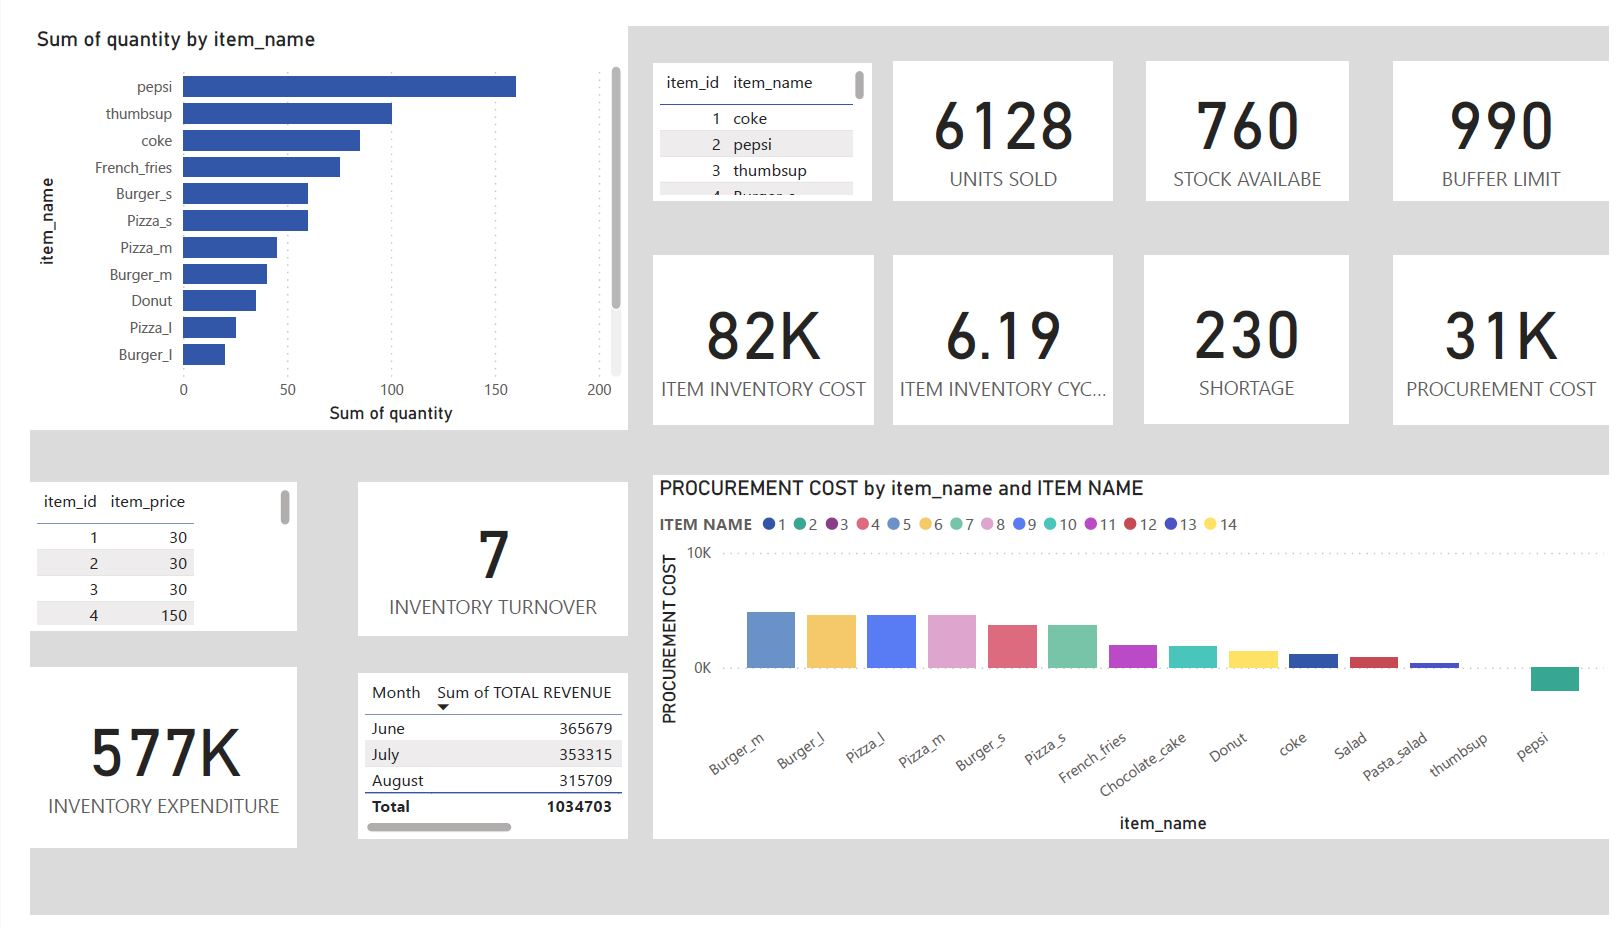 Sum of quantity by item_name
item_name
pepsi
thumbsup
coke
French_fries
Burger_s
Pizza_s
Pizza_m
Burger_m
Donut
Pizza_l
Burger_l
0 50 100 150 200
Sum of quantity
item_id item_name
1 coke
2 pepsi
3 thumbsup
6128
UNITS SOLD
760
STOCK AVAILABE
990
BUFFER LIMIT
82K
ITEM INVENTORY COST
6.19
ITEM INVENTORY CYC...
230
SHORTAGE
31K
PROCUREMENT COST
item_id item_price
1 30
2 30
3 30
4 150
7
INVENTORY TURNOVER
577K
INVENTORY EXPENDITURE
Month Sum of TOTAL REVENUE
June 365679
July 353315
August 315709
Total 1034703
PROCUREMENT COST by item_name and ITEM NAME
ITEM NAME 1 2 3 4 5 6 7 8 9 10 11 12 13 14
PROCUREMENT COST
10K
0K
Burger_m
Burger_l
Pizza_l
Pizza_m
Burger_s
Pizza_s
French_fries
Chocolate_cake
Donut
coke
Salad
Pasta_salad
thumbsup
pepsi
item_name